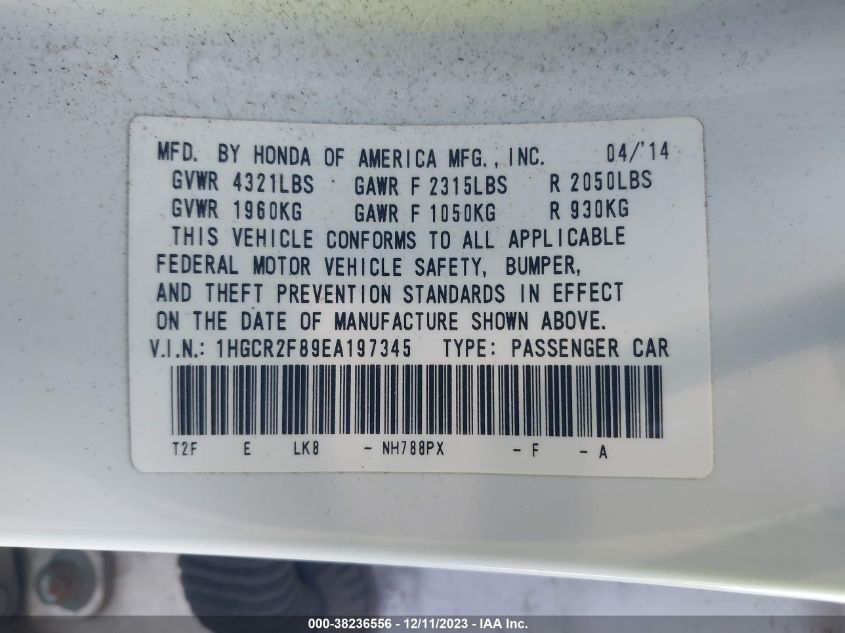 MFD. BY HONDA OF AMERICA MFG., INC. 04/'14
GVWR 4321LBS GAWR F 2315LBS R 2050LBS
GVWR 1960KG GAWR F 1050KG R 930KG
THIS VEHICLE CONFORMS TO ALL APPLICABLE
FEDERAL MOTOR VEHICLE SAFETY, BUMPER,
AND THEFT PREVENTION STANDARDS IN EFFECT
ON THE DATE OF MANUFACTURE SHOWN ABOVE.
V.I.N.: 1HGCR2F89EA197345 TYPE: PASSENGER CAR
T2F E LK8 - NH788PX - F - A
000-38236556 - 12/11/2023 - IAA Inc.